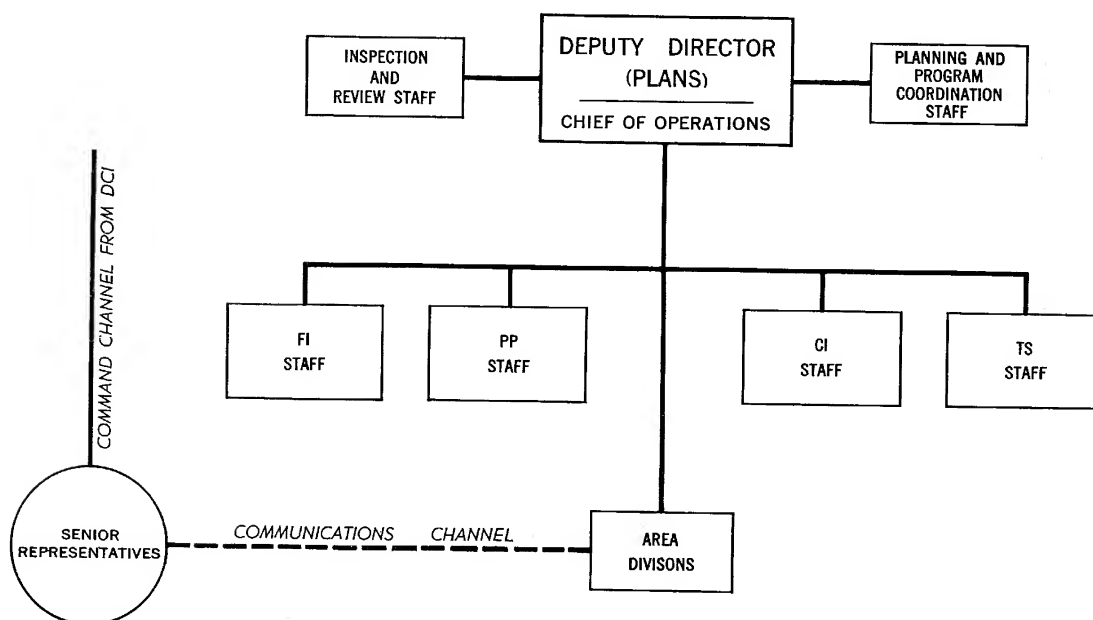 INSPECTION
AND
REVIEW STAFF
DEPUTY DIRECTOR
(PLANS)
CHIEF OF OPERATIONS
PLANNING AND
PROGRAM
COORDINATION
STAFF
COMMAND CHANNEL FROM DCI
FI
STAFF
PP
STAFF
CI
STAFF
TS
STAFF
SENIOR
REPRESENTATIVES
COMMUNICATIONS CHANNEL
AREA
DIVISONS